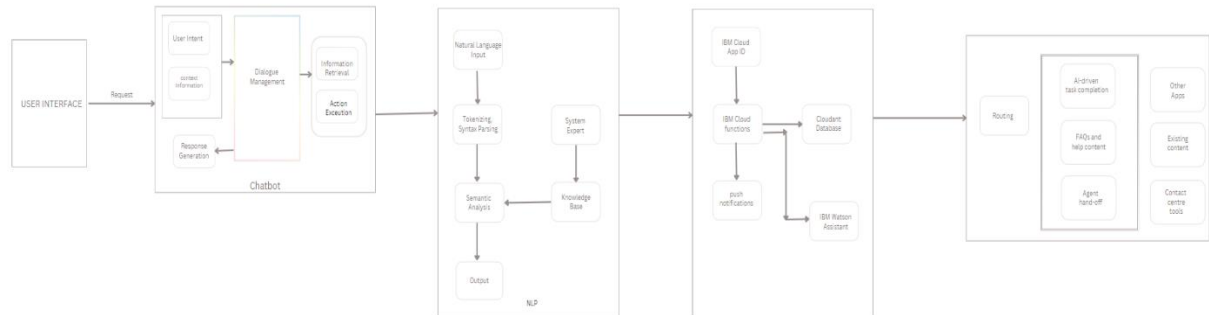 USER INTERFACE
Request
User Intent
context
information
Dialogue
Management
Information
Retrieval
Action
Exceution
Response
Generation
Chatbot
Natural Language
Input
Tokenizing,
Syntax Parsing
System
Expert
Semantic
Analysis
Knowledge
Base
Output
NLP
IBM Cloud
App ID
IBM Cloud
functions
Cloudent
Database
push
notifications
IBM Watson
Assistant
Routing
AI-driven
task completion
FAQs and
help content
Agent
hand-off
Other
Apps
Existing
content
Contact
centre
tools